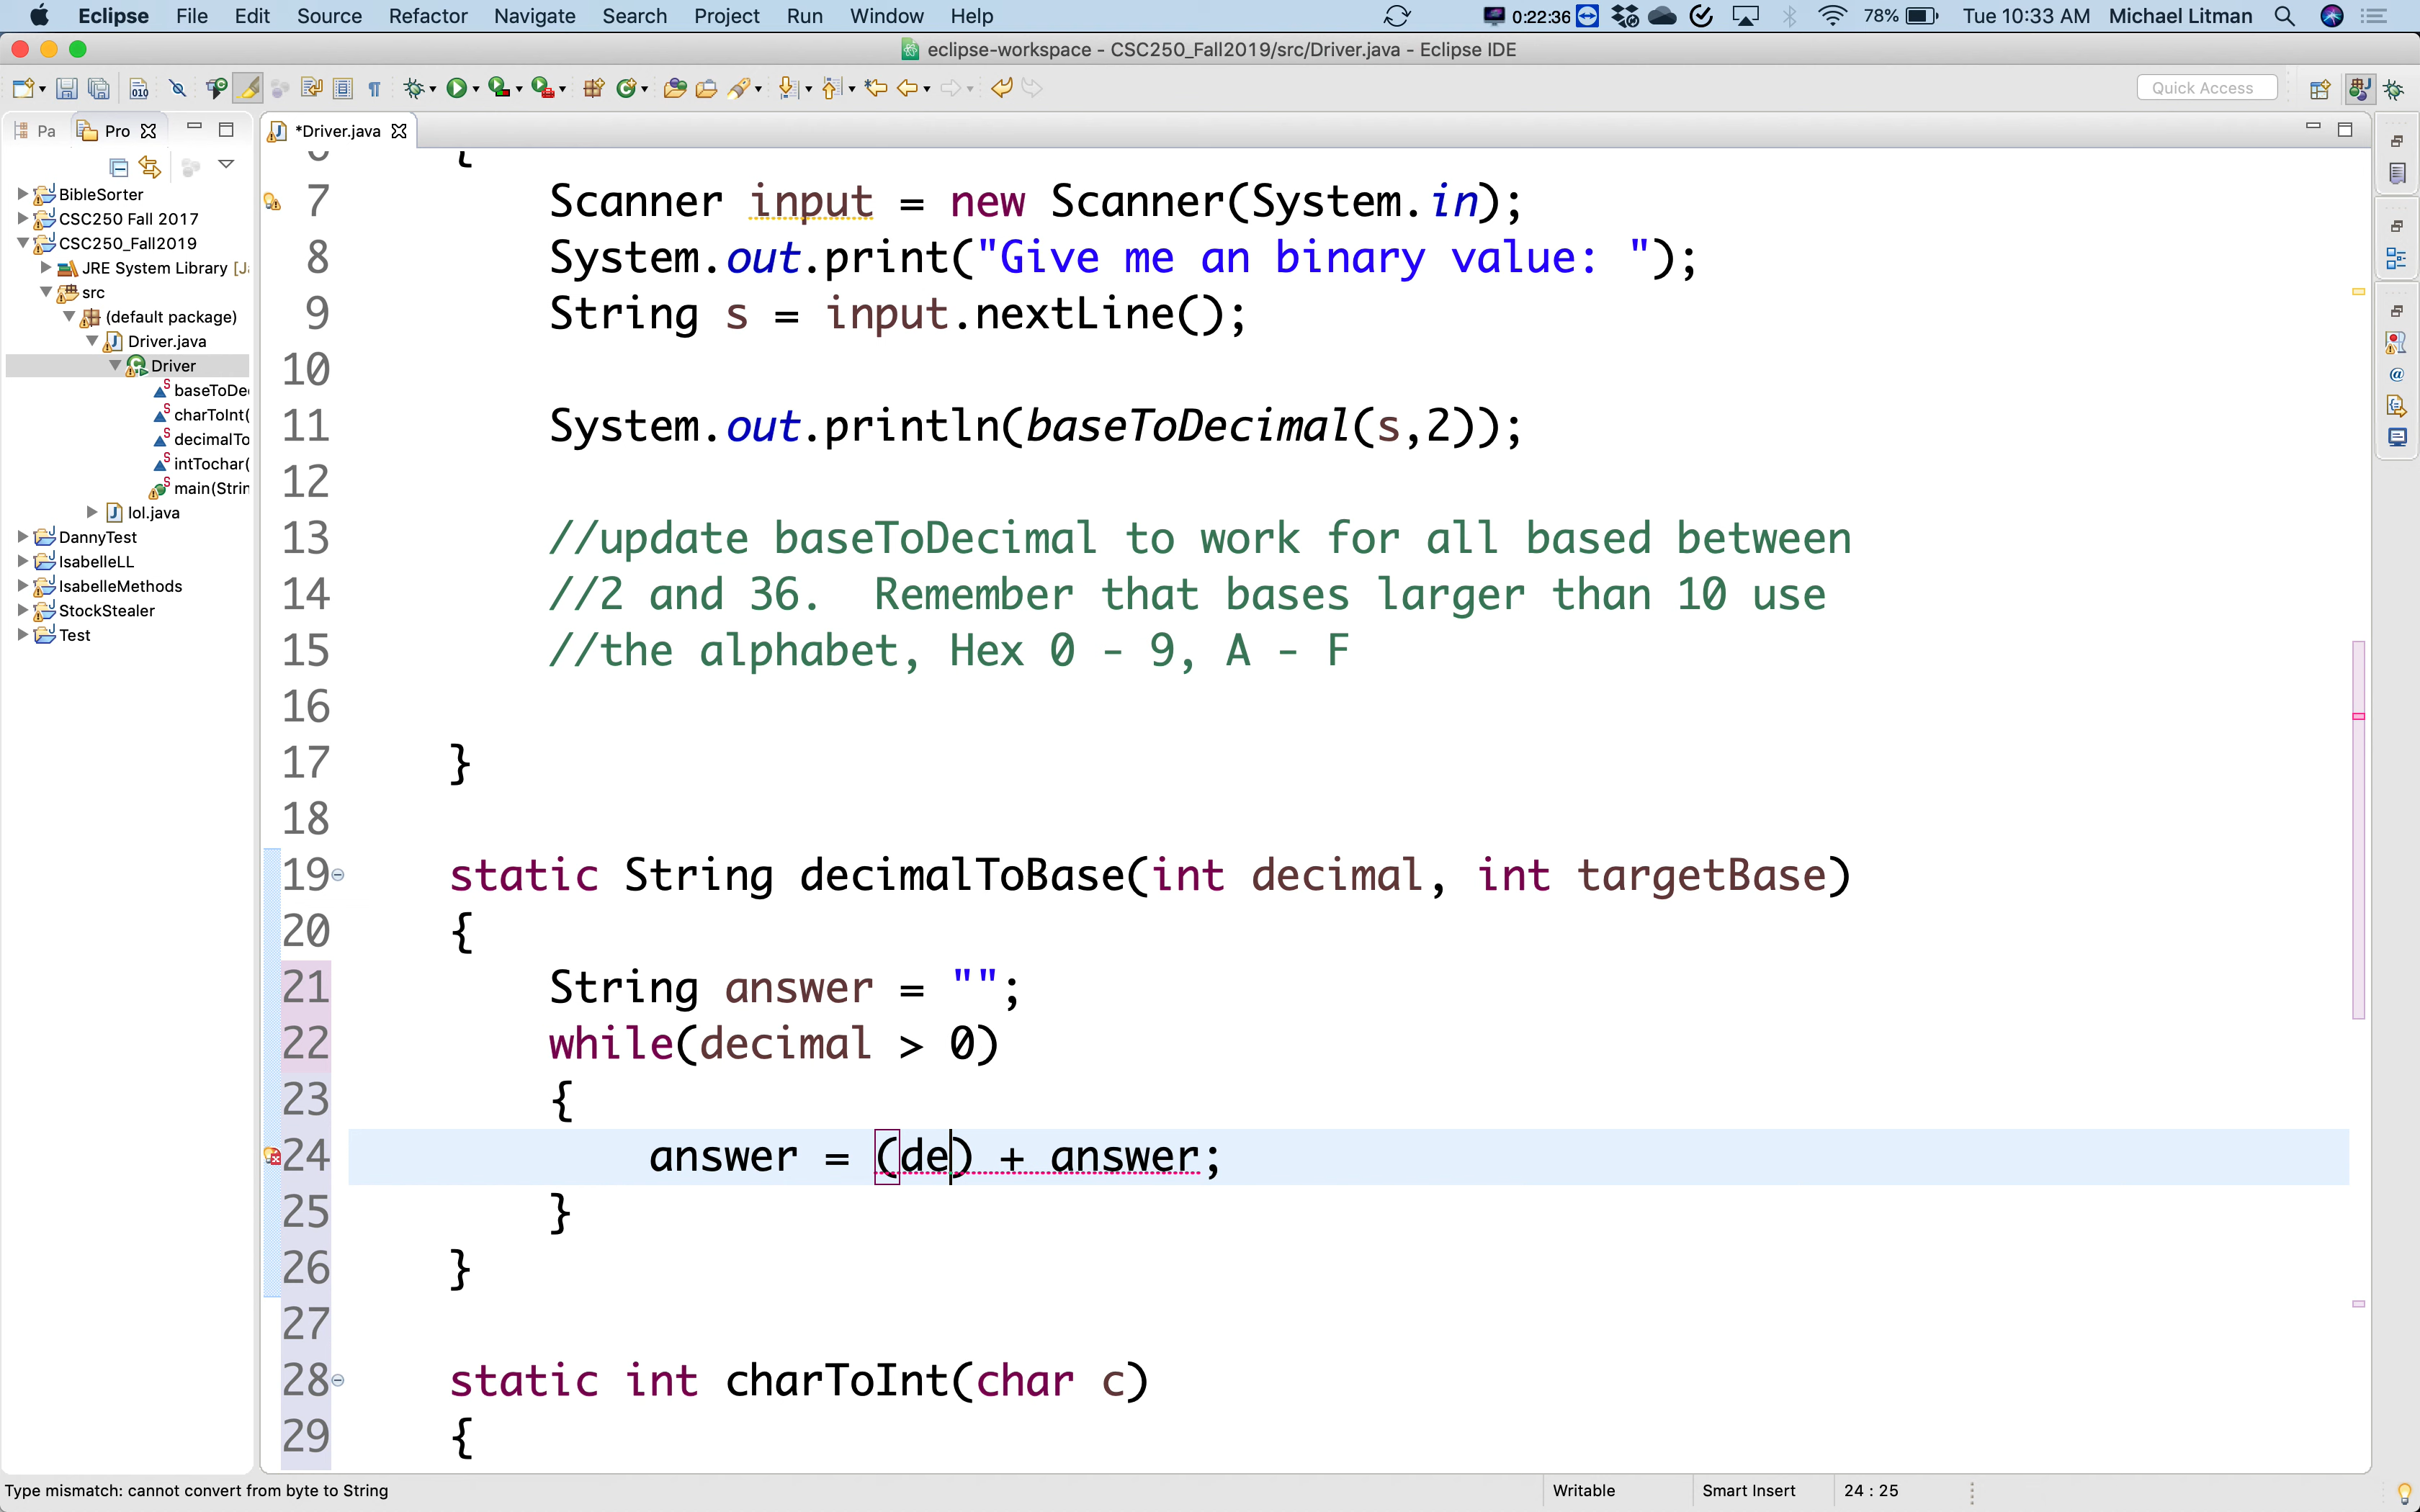 Eclipse File Edit Source Refactor Navigate Search Project Run Window Help 0:22:36 78% Tue 10:33 AM Michael Litman
eclipse-workspace - CSC250_Fall2019/src/Driver.java - Eclipse IDE
Quick Access
Pa Pro
*Driver.java
BibleSorter
CSC250 Fall 2017
CSC250_Fall2019
JRE System Library [J
src
(default package)
Driver.java
Driver
baseToDe
charToInt(
decimalTo
intTochar(
main(Strin
lol.java
DannyTest
IsabelleLL
IsabelleMethods
StockStealer
Test
{
7 Scanner input = new Scanner(System.in);
8 System.out.print("Give me an binary value: ");
9 String s = input.nextLine();
10
11 System.out.println(baseToDecimal(s,2));
12
13 //update baseToDecimal to work for all based between
14 //2 and 36.  Remember that bases larger than 10 use
15 //the alphabet, Hex 0 - 9, A - F
16
17 }
18
19 static String decimalToBase(int decimal, int targetBase)
20 {
21 String answer = "";
22 while(decimal > 0)
23 {
24 answer = (de) + answer;
25 }
26 }
27
28 static int charToInt(char c)
29 {
Type mismatch: cannot convert from byte to String
Writable Smart Insert 24 : 25